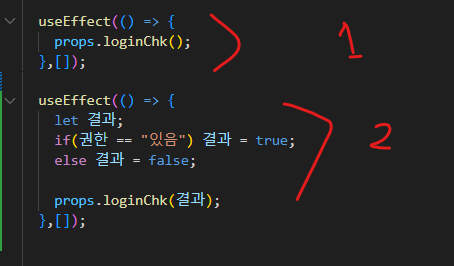 useEffect(() => {
  props.loginChk();
},[]);
1
useEffect(() => {
  let 결과;
  if(권한 == "있음") 결과 = true;
  else 결과 = false;
  props.loginChk(결과);
},[]);
2